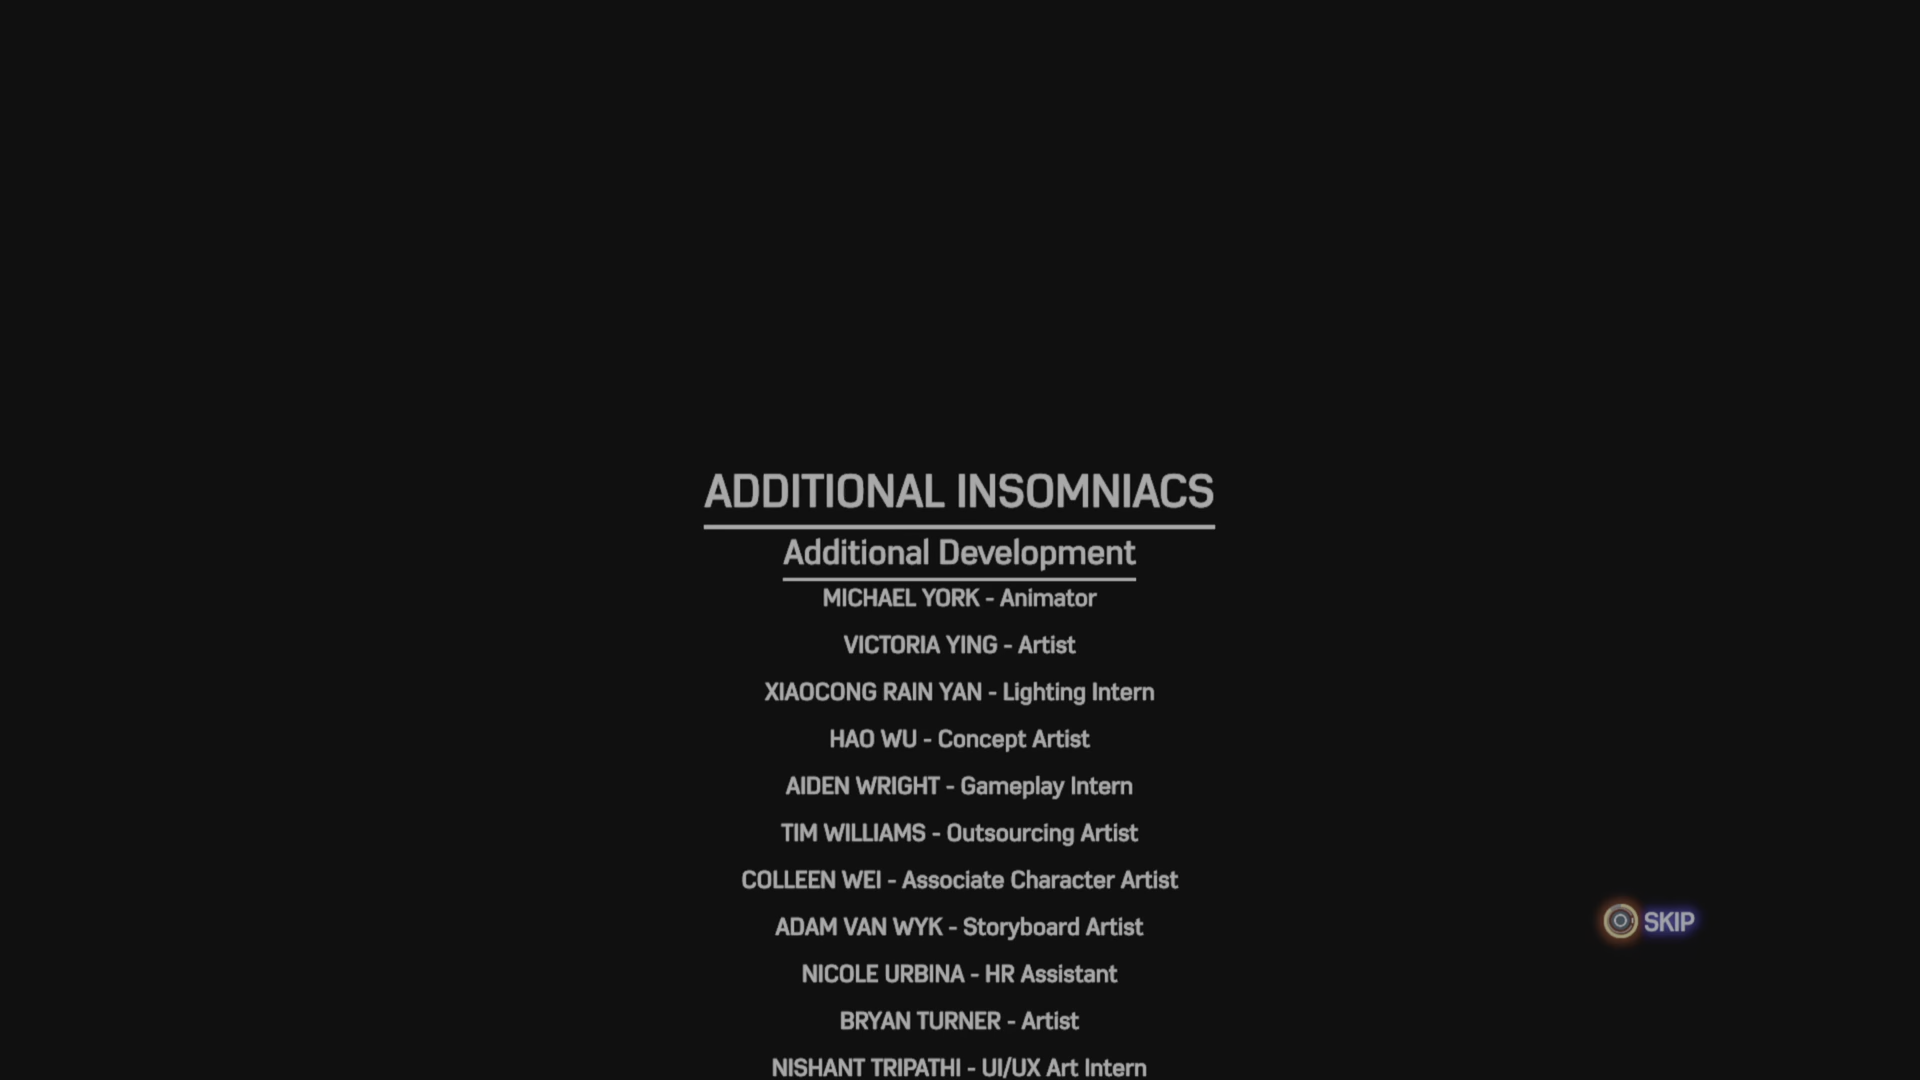 ADDITIONAL INSOMNIACS
Additional Development
MICHAEL YORK - Animator
VICTORIA YING - Artist
XIAOCONG RAIN YAN - Lighting Intern
HAO WU - Concept Artist
AIDEN WRIGHT - Gameplay Intern
TIM WILLIAMS - Outsourcing Artist
COLLEEN WEI - Associate Character Artist
ADAM VAN WYK - Storyboard Artist
SKIP
NICOLE URBINA - HR Assistant
BRYAN TURNER - Artist
NISHANT TRIPATHI - UI/UX Art Intern